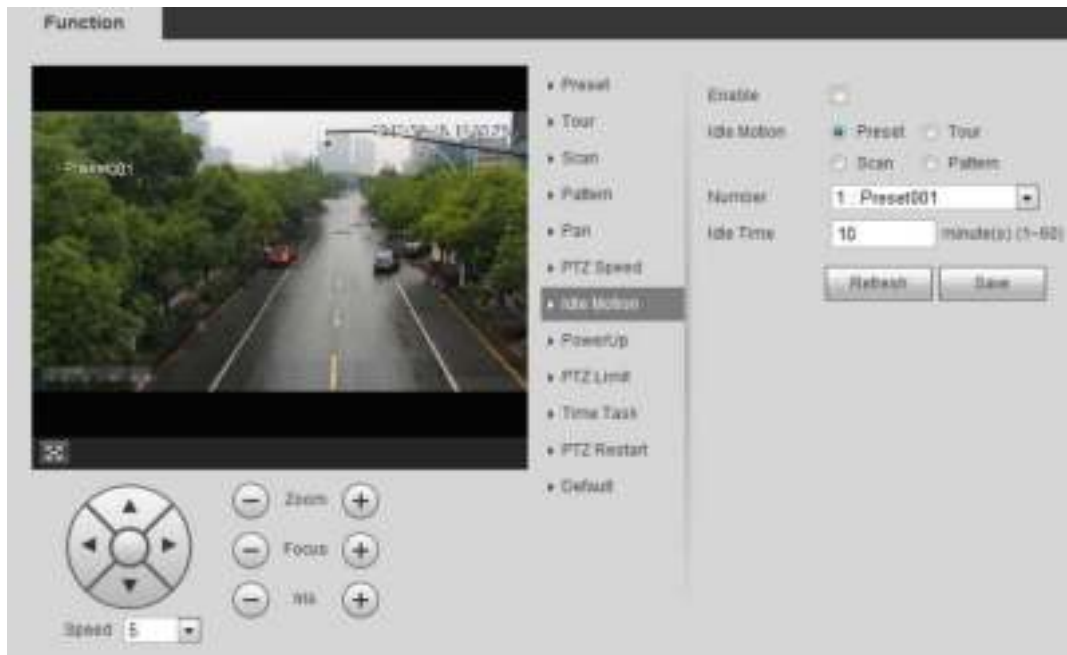 Function
Preset001
Preset
Tour
Scan
Pattern
Pan
PTZ Speed
Idle Motion
PowerUp
PTZ Limit
Time Task
PTZ Restart
Default
Enable
Idle Motion Preset Tour
Scan Pattern
Number 1 : Preset001
Idle Time 10 minute(s) (1~60)
Refresh Save
Zoom
Focus
Iris
Speed 5